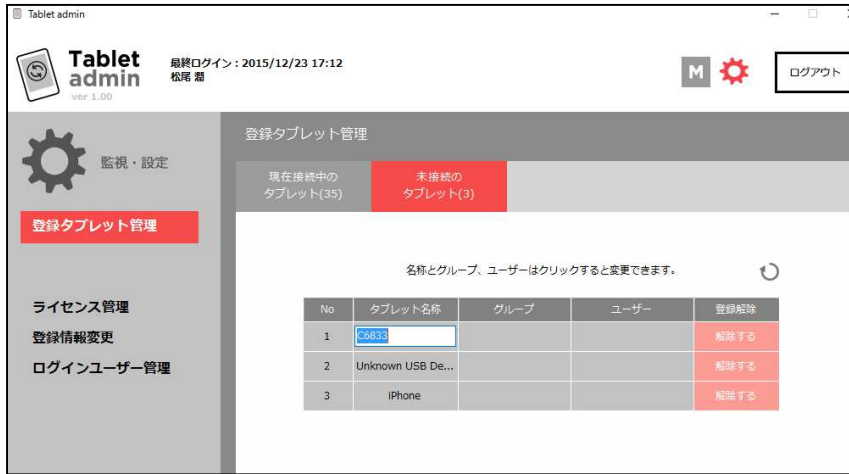 Tablet admin
Tablet
admin
ver 1.00
最終ログイン：2015/12/23 17:12
松尾 潤
M
ログアウト
監視・設定
登録タブレット管理
ライセンス管理
登録情報変更
ログインユーザー管理
登録タブレット管理
現在接続中の
タブレット(35)
未接続の
タブレット(3)
名称とグループ、ユーザーはクリックすると変更できます。
No タブレット名称 グループ ユーザー 登録解除
1 C6833 解除する
2 Unknown USB De... 解除する
3 iPhone 解除する